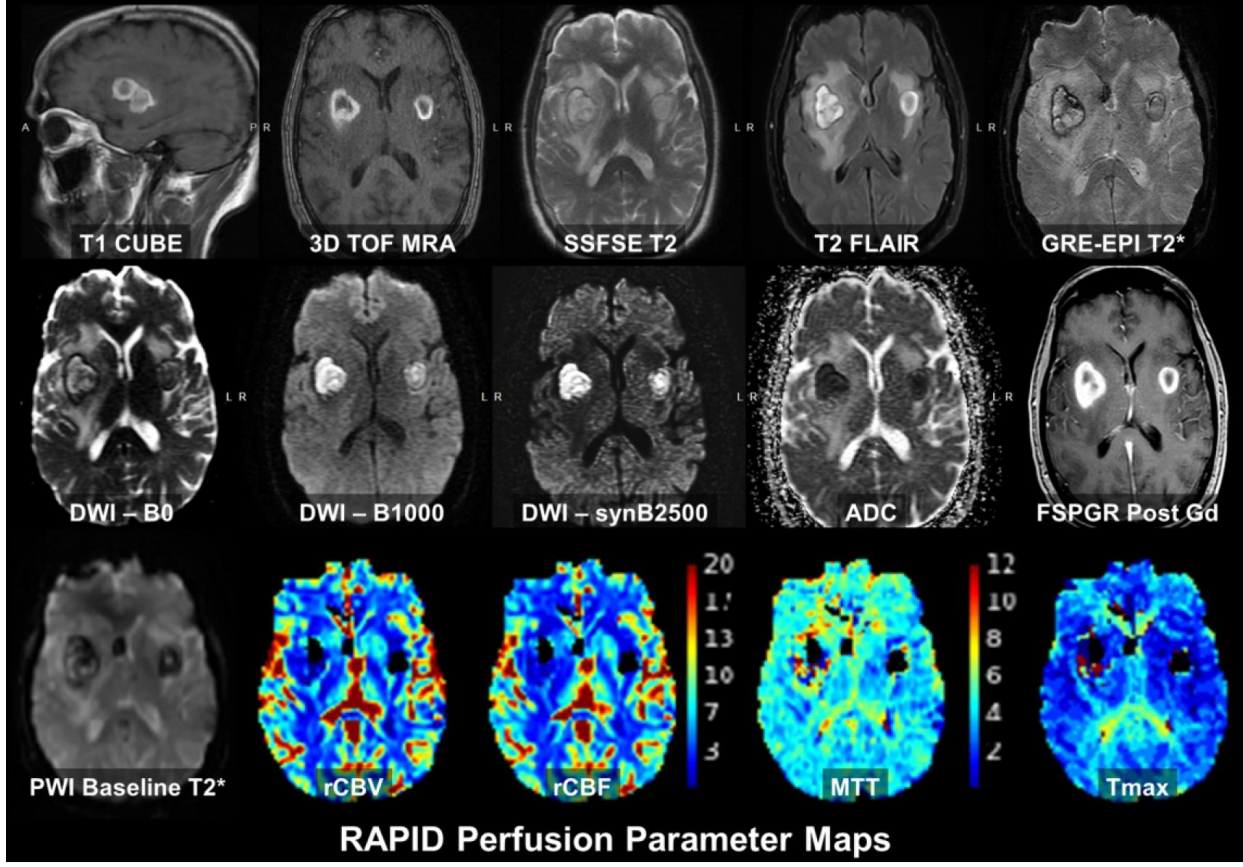 A
P R
L R
L R
L R
T1 CUBE
3D TOF MRA
SSFSE T2
T2 FLAIR
GRE-EPI T2*
L R
L R
L R
DWI – B0
DWI – B1000
DWI – synB2500
ADC
FSPGR Post Gd
20
13
10
7
3
12
10
8
6
4
2
PWI Baseline T2*
rCBV
rCBF
MTT
Tmax
RAPID Perfusion Parameter Maps